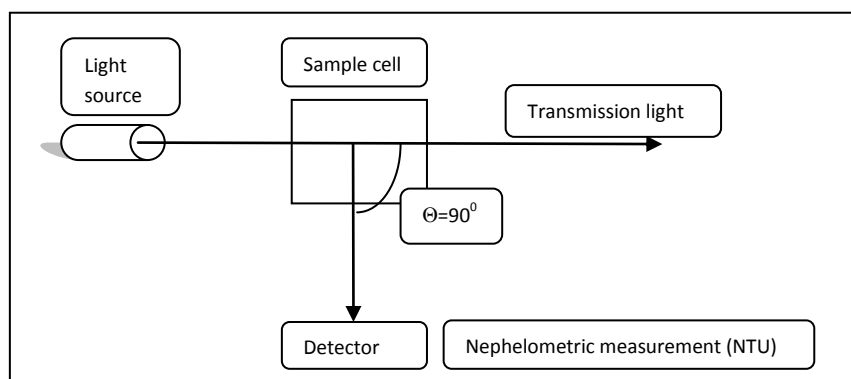 Light
source
Sample cell
Transmission light
Θ=90⁰
Detector
Nephelometric measurement (NTU)